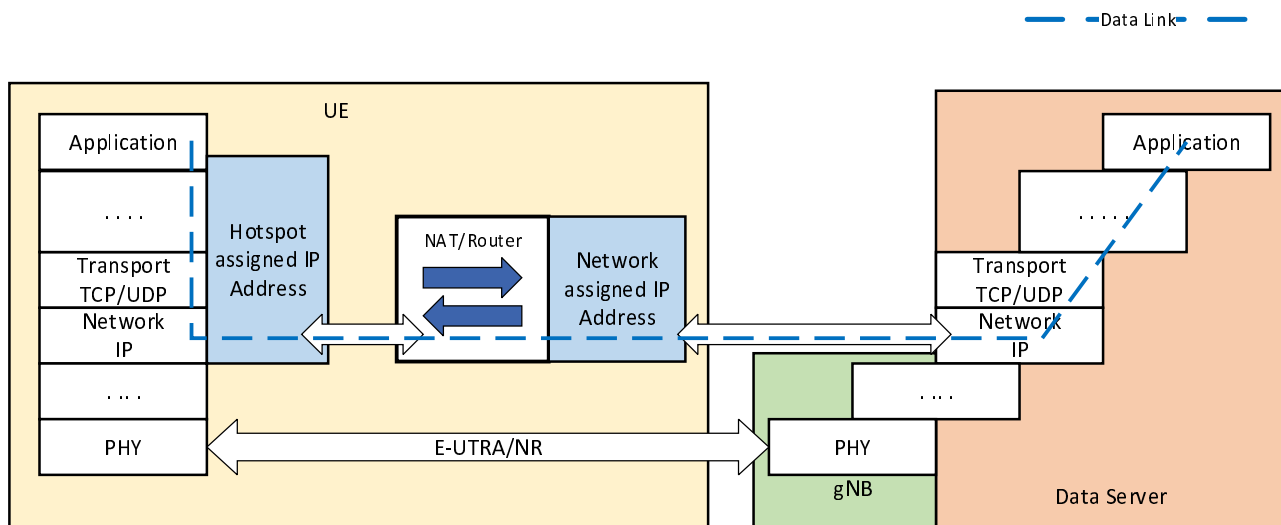 Data Link
UE
Application
. . . .
Transport
TCP/UDP
Network
IP
. . . .
PHY
Hotspot
assigned IP
Address
NAT/Router
Network
assigned IP
Address
E-UTRA/NR
Application
. . . . .
Transport
TCP/UDP
Network
IP
. . . .
PHY
gNB
Data Server